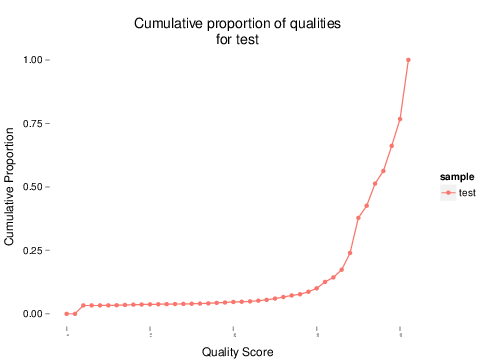 Cumulative proportion of qualities
for test
1.00
0.75
0.50
0.25
0.00
Cumulative Proportion
Quality Score
sample
test